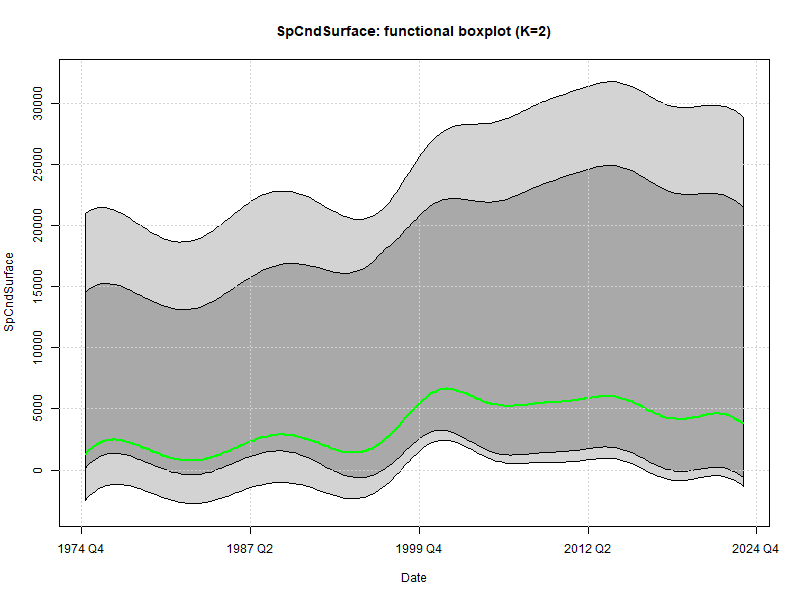 SpCndSurface: functional boxplot (K=2)
SpCndSurface
30000
25000
20000
15000
10000
5000
0
1974 Q4
1987 Q2
1999 Q4
2012 Q2
2024 Q4
Date